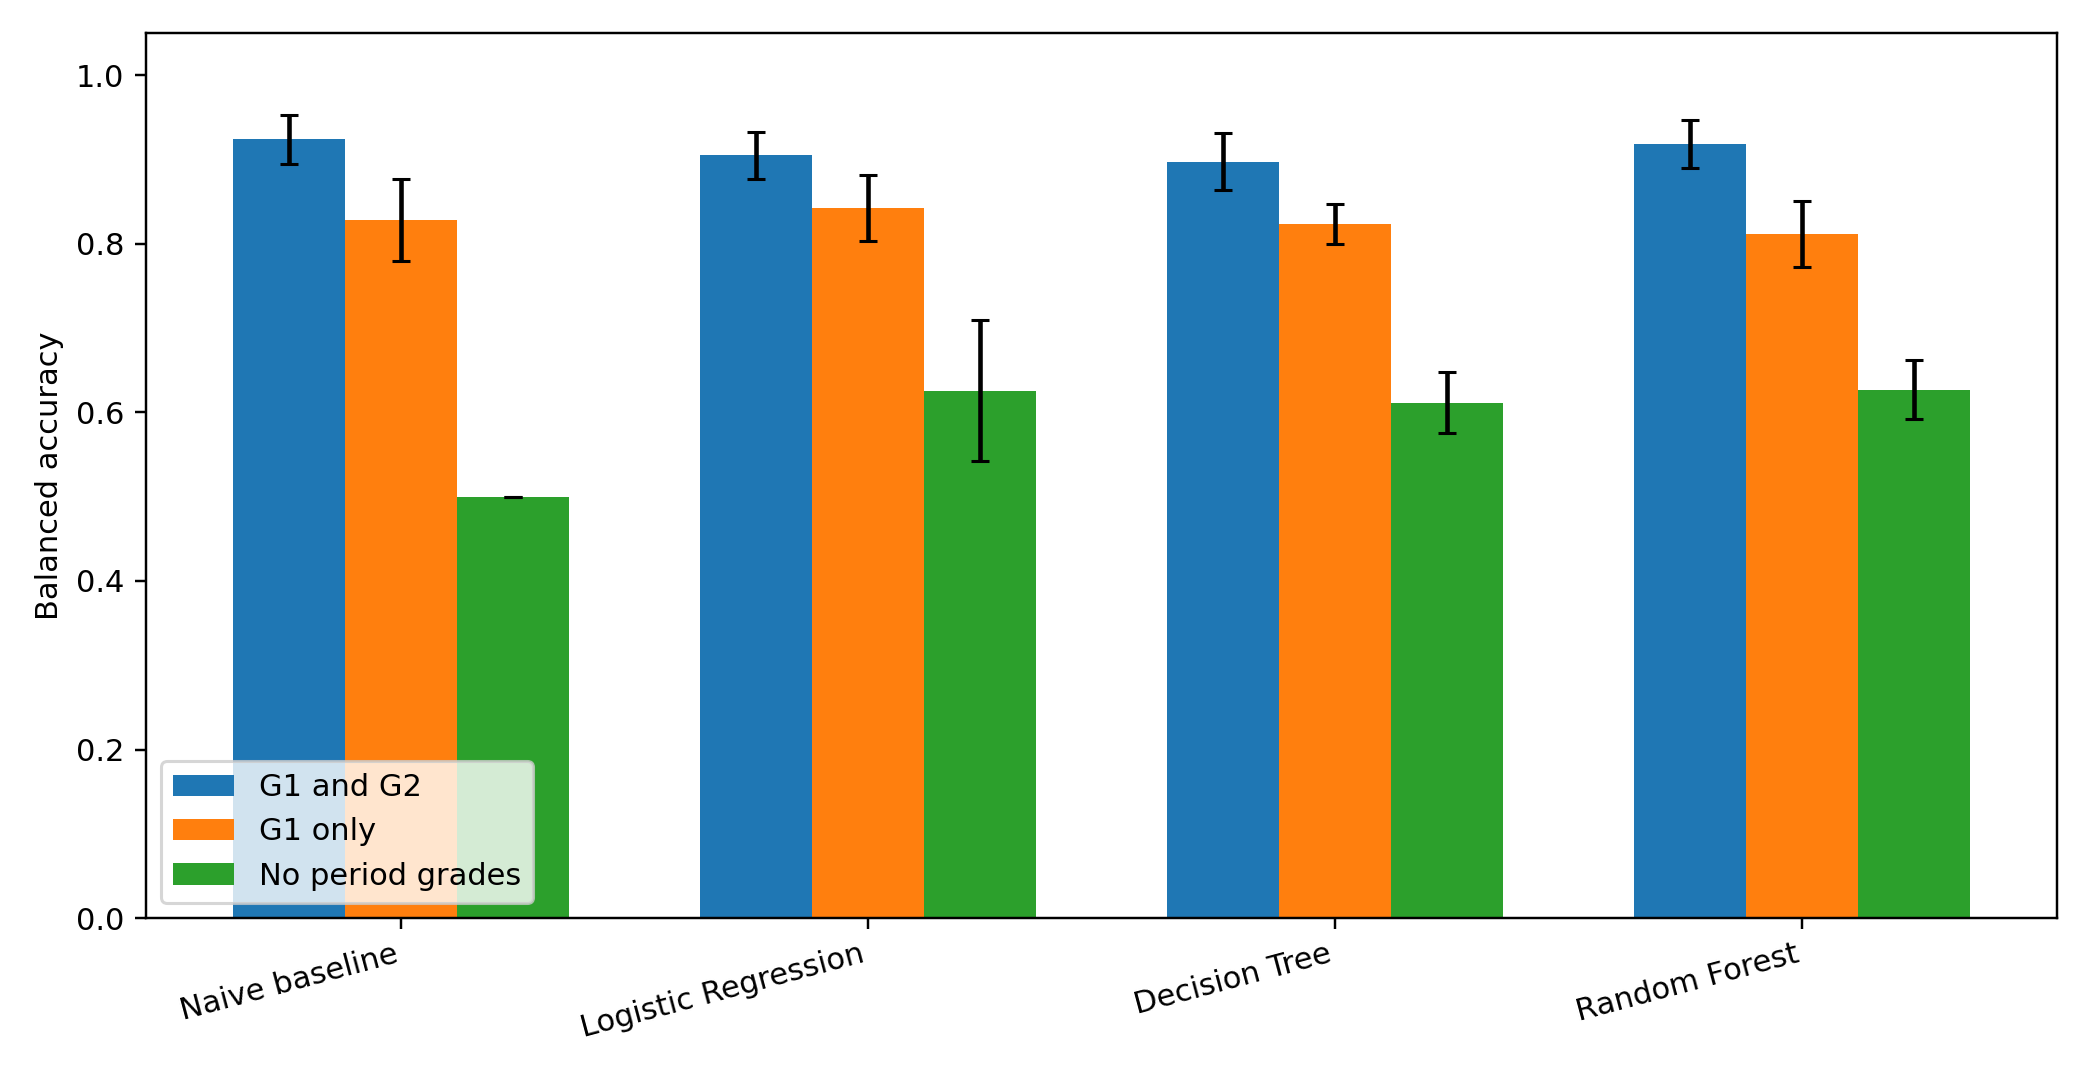 Balanced accuracy
1.0
0.8
0.6
0.4
0.2
0.0
G1 and G2
G1 only
No period grades
Naive baseline
Logistic Regression
Decision Tree
Random Forest